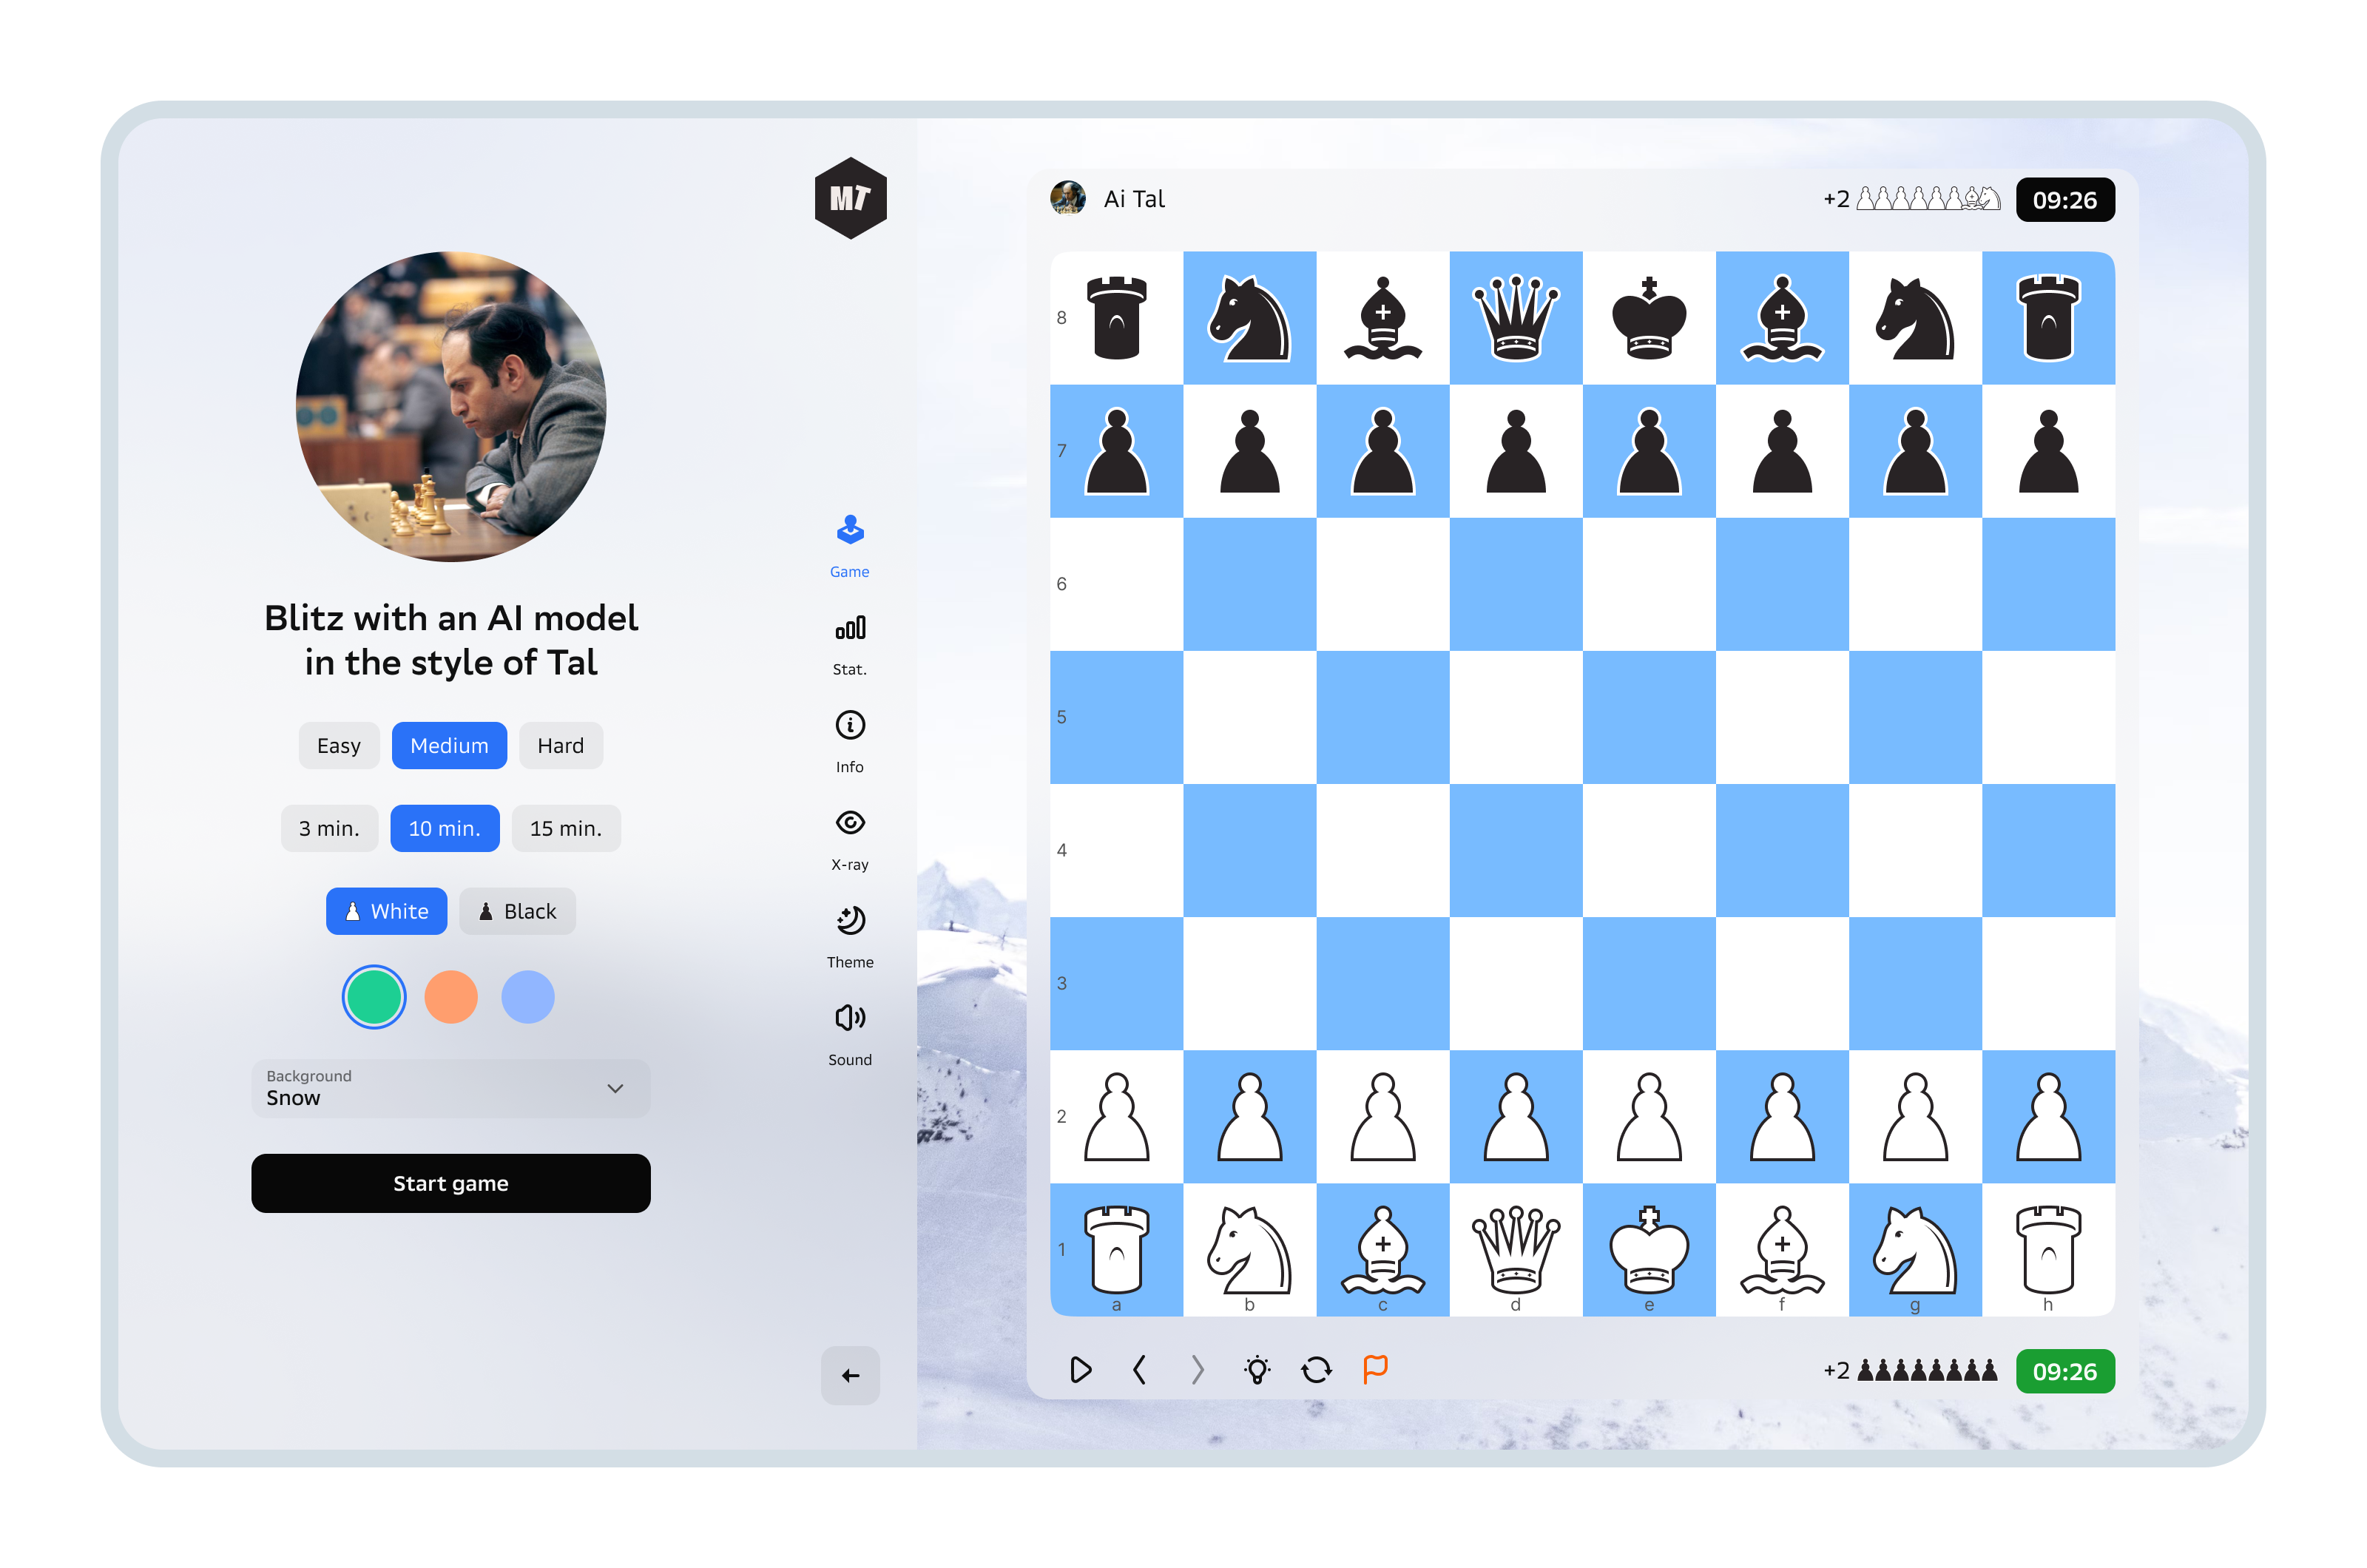 MT
Blitz with an AI model
in the style of Tal
Easy Medium Hard
3 min. 10 min. 15 min.
White Black
Background
Snow
Start game
Game
Stat.
Info
X-ray
Theme
Sound
Ai Tal
+2 09:26
8
7
6
5
4
3
2
1
a b c d e f g h
+2 09:26